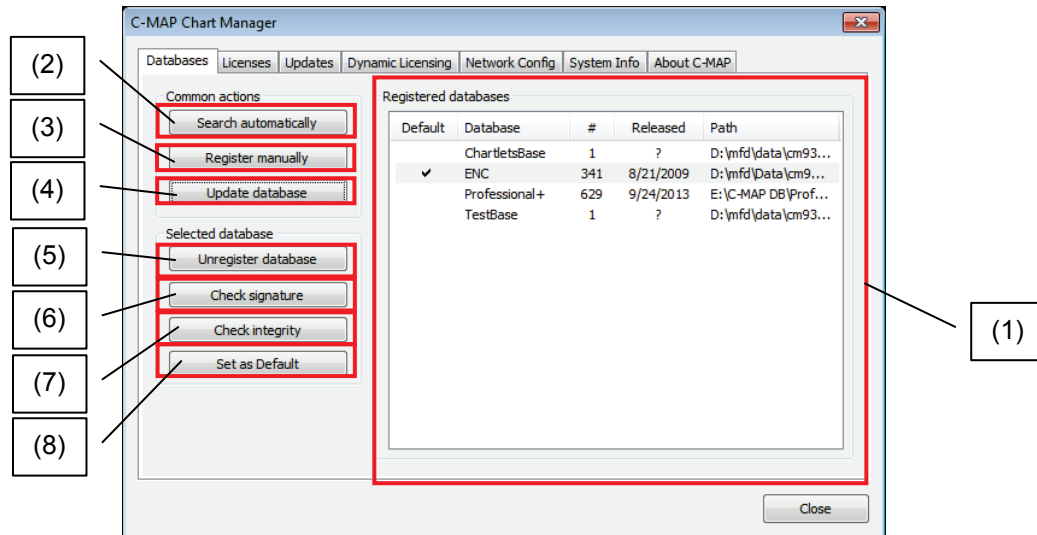 C-MAP Chart Manager
Databases Licenses Updates Dynamic Licensing Network Config System Info About C-MAP
(2)
(3)
(4)
(5)
(6)
(7)
(8)
Common actions
Search automatically
Register manually
Update database
Selected database
Unregister database
Check signature
Check integrity
Set as Default
Registered databases
Default Database # Released Path
ChartletsBase 1 ? D:\mfd\data\cm93...
✔ ENC 341 8/21/2009 D:\mfd\Data\cm9...
Professional+ 629 9/24/2013 E:\C-MAP DB\Prof...
TestBase 1 ? D:\mfd\data\cm93...
(1)
Close